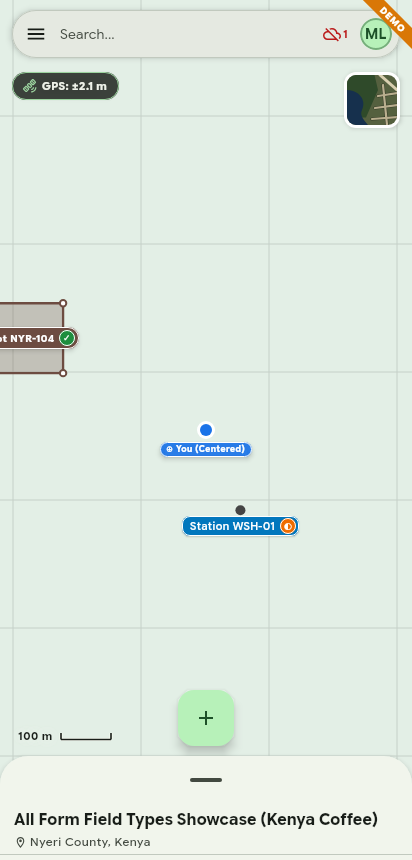 DEMO
Search...
1
ML
GPS: ±2.1 m
ot NYR-104
You (Centered)
Station WSH-01
100 m
All Form Field Types Showcase (Kenya Coffee)
Nyeri County, Kenya